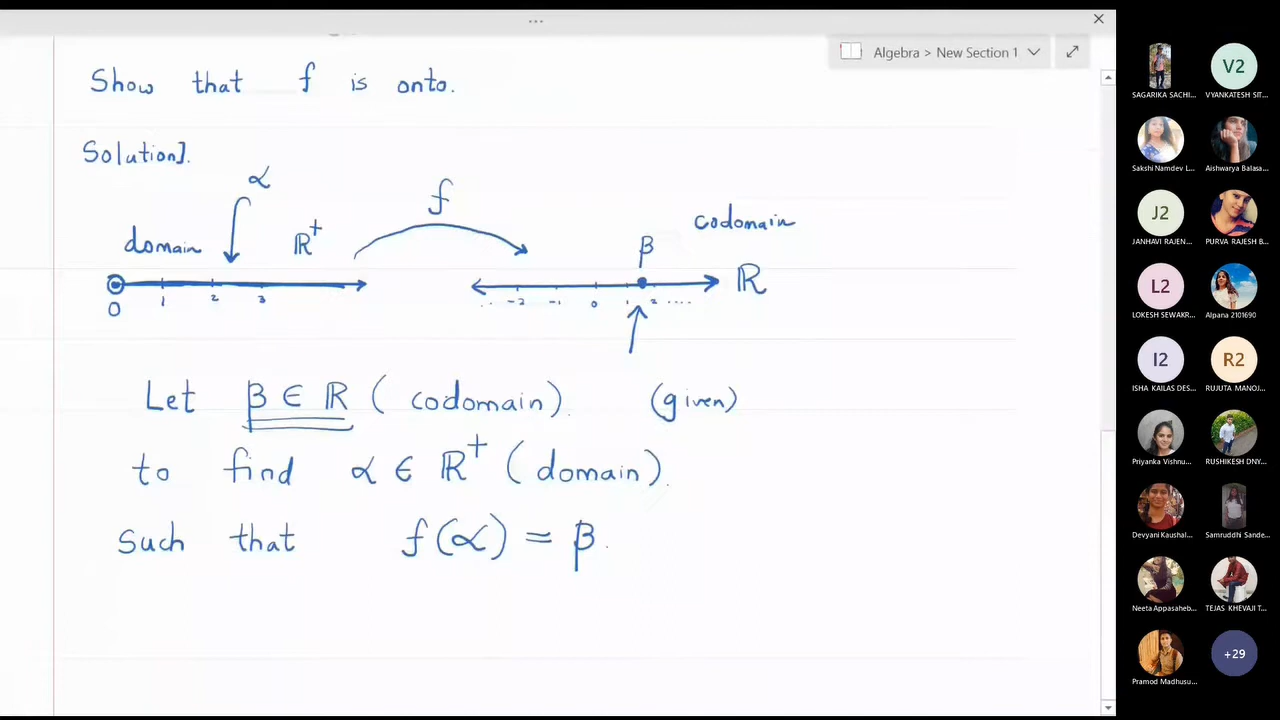 ...
Algebra > New Section 1
Show that f is onto.
Solution].
α
f
codomain
domain
ℝ⁺
β
ℝ
0 1 2 3
.. -2 -1 0 1 2 ....
Let β ∈ ℝ (codomain). (given)
to find α ∈ ℝ⁺ (domain).
Such that f(α) = β.
SAGARIKA SACHI...
V2
VYANKATESH SIT...
Sakshi Namdev L...
Aishwarya Balasa...
J2
JANHAVI RAJEN...
PURVA RAJESH B...
L2
LOKESH SEWAKR...
Alpana 2101690
I2
ISHA KAILAS DES...
R2
RUJUTA MANOJ...
Priyanka Vishnu...
RUSHIKESH DNY...
Devyani Kaushal...
Samruddhi Sande...
Neeta Appasaheb...
TEJAS KHEVAJI T...
Pramod Madhusu...
+29